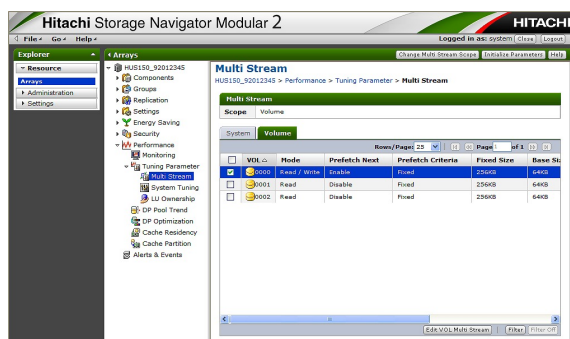 Hitachi Storage Navigator Modular 2
HITACHI
File Go Help
Logged in as: system Close Logout
Explorer
Resource
Arrays
Administration
Settings
Arrays
HUS150_92012345
Components
Groups
Replication
Settings
Energy Saving
Security
Performance
Monitoring
Tuning Parameter
Multi Stream
System Tuning
LU Ownership
DP Pool Trend
DP Optimization
Cache Residency
Cache Partition
Alerts & Events
Change Multi Stream Scope Initialize Parameters Help
Multi Stream
HUS150_92012345 > Performance > Tuning Parameter > Multi Stream
Multi Stream
Scope Volume
System Volume
Rows/Page: 25 Page 1 of 1
VOL Mode Prefetch Next Prefetch Criteria Fixed Size Base Siz
0000 Read / Write Enable Fixed 256KB 64KB
0001 Read Disable Fixed 256KB 64KB
0002 Read Disable Fixed 256KB 64KB
Edit VOL Multi Stream | Filter Filter Off